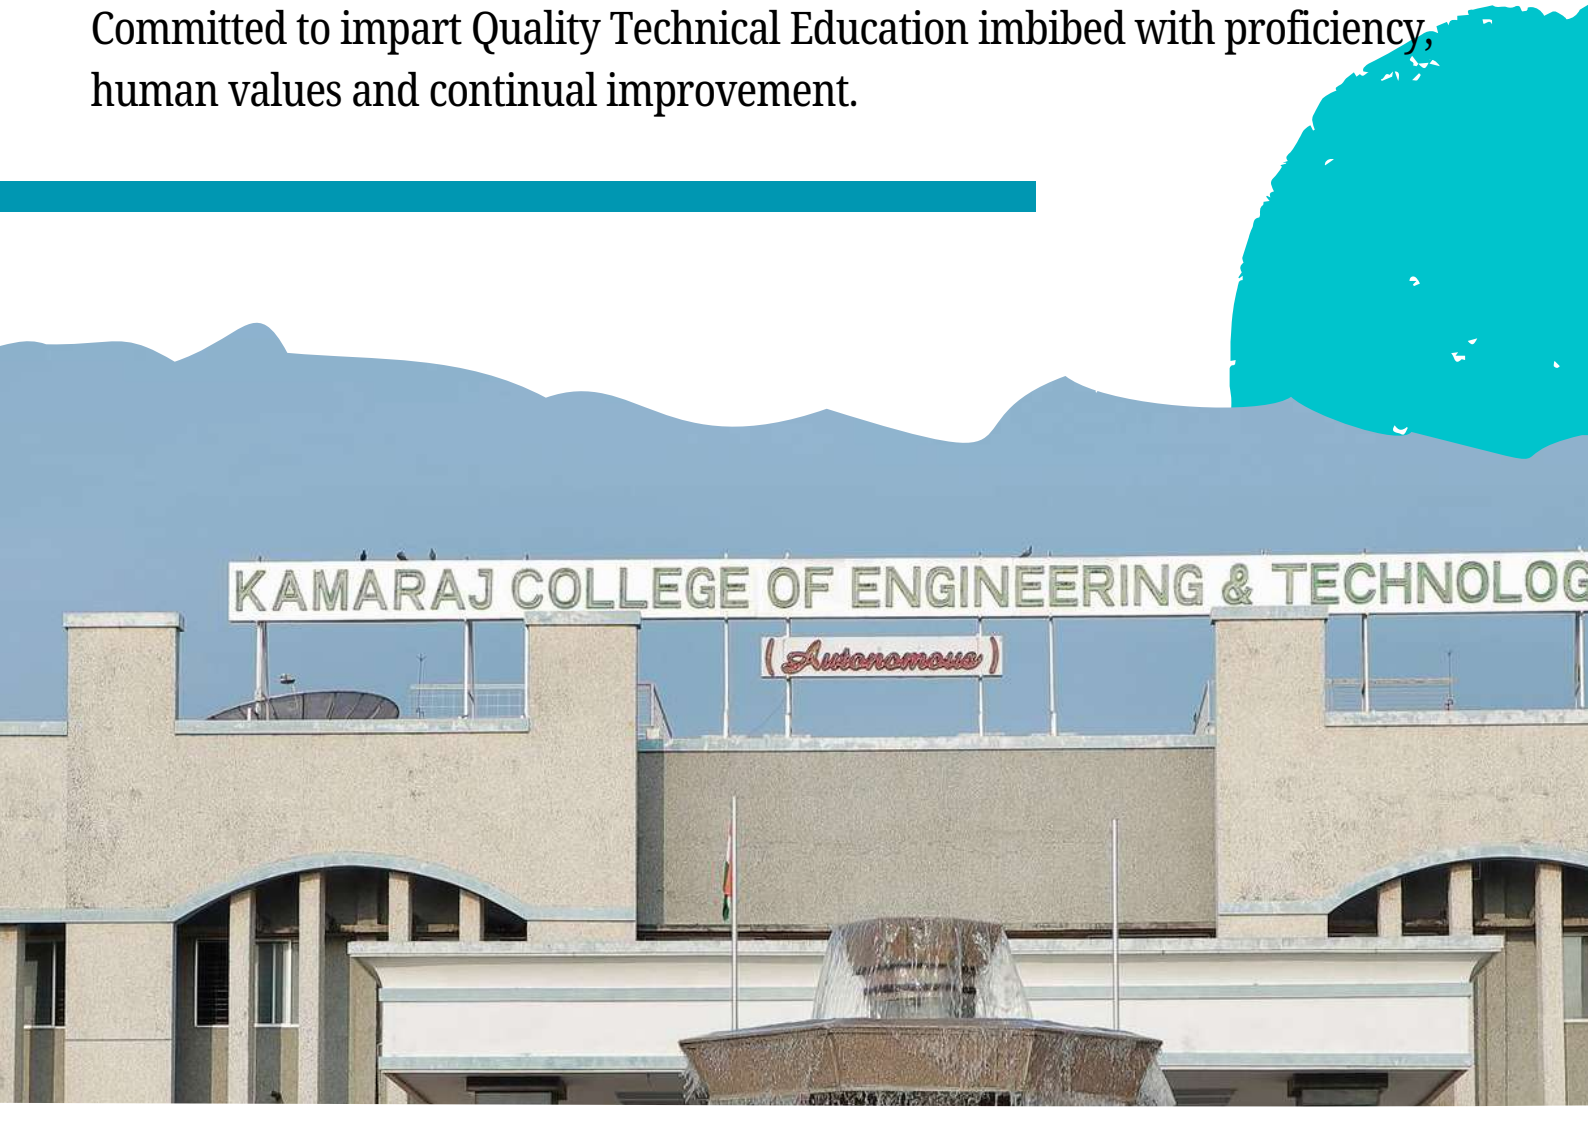 Committed to impart Quality Technical Education imbibed with proficiency,
human values and continual improvement.
KAMARAJ COLLEGE OF ENGINEERING & TECHNOLOG
(Autonomous)